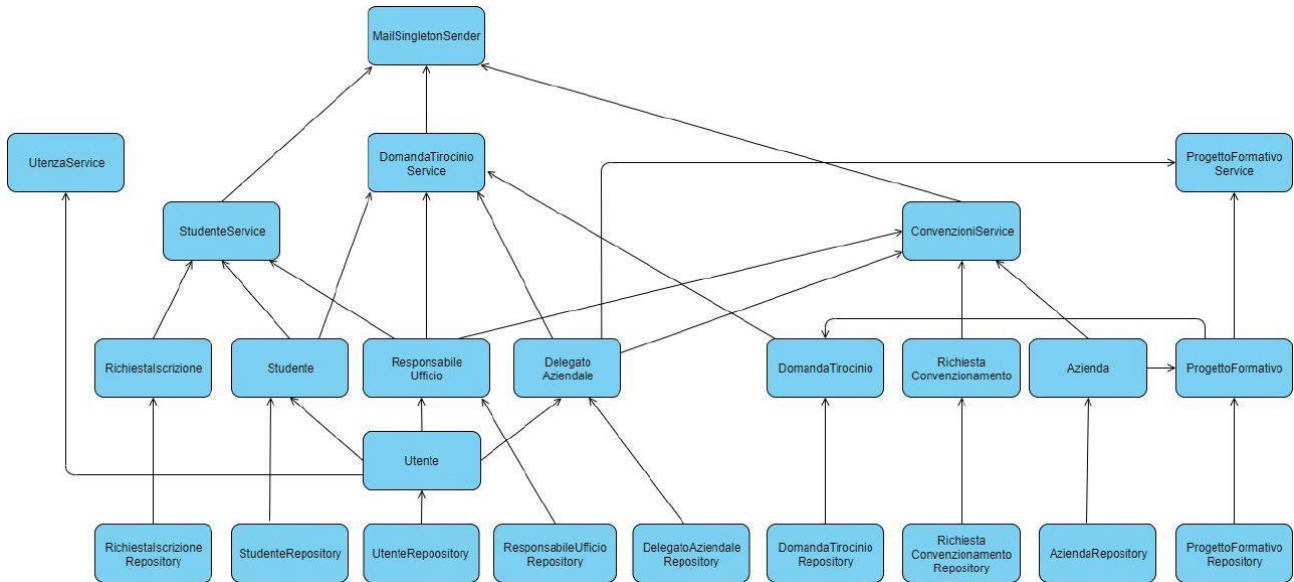 MailSingletonSender
UtenzaService
DomandaTirocinio
Service
ProgettoFormativo
Service
StudenteService
ConvenzioniService
RichiestaIscrizione
Studente
Responsabile
Ufficio
Delegato
Aziendale
DomandaTirocinio
Richiesta
Convenzionamento
Azienda
ProgettoFormativo
Utente
RichiestaIscrizione
Repository
StudenteRepository
UtenteRepoository
ResponsabileUfficio
Repository
DelegatoAziendale
Repository
DomandaTirocinio
Repository
Richiesta
Convenzionamento
Repository
AziendaRepository
ProgettoFormativo
Repository